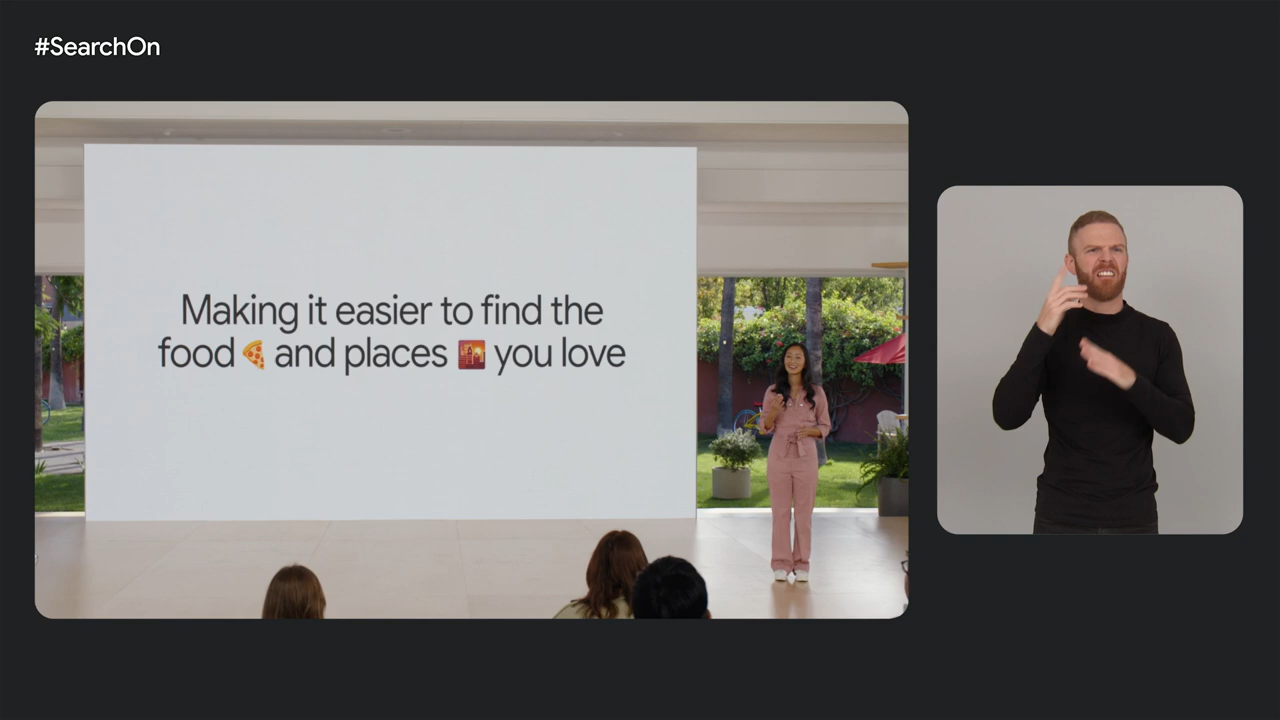 #SearchOn
Making it easier to find the
food 🍕 and places 🌇 you love